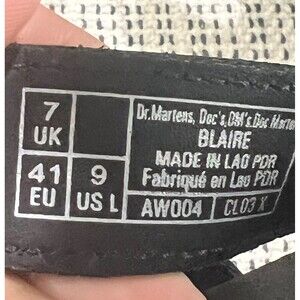 7 UK
41 EU
9 US L
Dr.Martens, Doc's, DM's, Doc Marten
BLAIRE
MADE IN LAO PDR
Fabriqué en Lao PDR
AW004 CL03 X